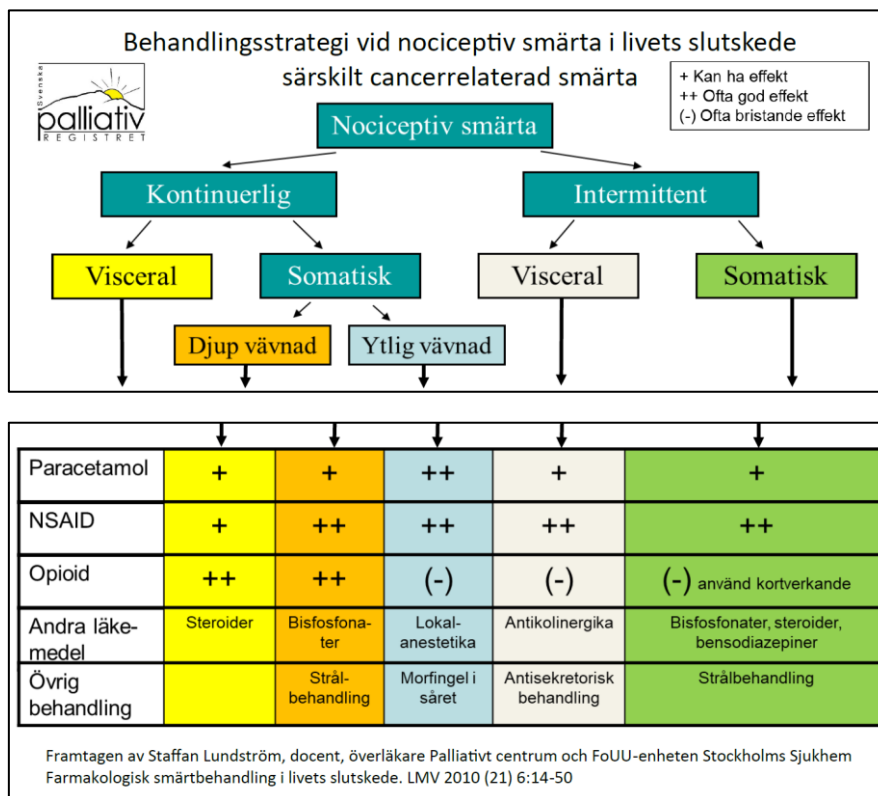 Behandlingsstrategi vid nociceptiv smärta i livets slutskede
särskilt cancerrelaterad smärta
Svenska
palliativ
REGISTRET
+ Kan ha effekt
++ Ofta god effekt
(-) Ofta bristande effekt
Nociceptiv smärta
Kontinuerlig
Intermittent
Visceral
Somatisk
Visceral
Somatisk
Djup vävnad
Ytlig vävnad
Paracetamol + + ++ + +
NSAID + ++ ++ ++ ++
Opioid ++ ++ (-) (-) (-) använd kortverkande
Andra läke-
medel
Steroider
Bisfosfona-
ter
Lokal-
anestetika
Antikolinergika
Bisfosfonater, steroider,
bensodiazepiner
Övrig
behandling
Strål-
behandling
Morfingel i
såret
Antisekretorisk
behandling
Strålbehandling
Framtagen av Staffan Lundström, docent, överläkare Palliativt centrum och FoUU-enheten Stockholms Sjukhem
Farmakologisk smärtbehandling i livets slutskede. LMV 2010 (21) 6:14-50